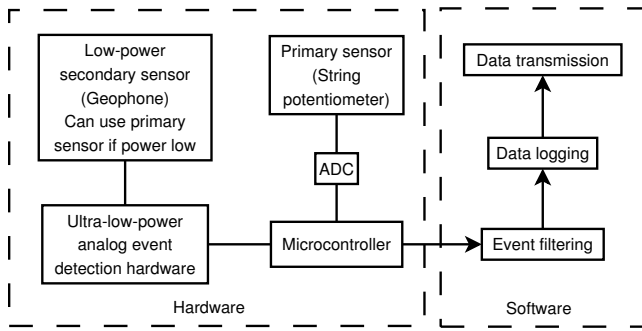 Low-power
secondary sensor
(Geophone)
Can use primary
sensor if power low
Primary sensor
(String
potentiometer)
ADC
Ultra-low-power
analog event
detection hardware
Microcontroller
Hardware
Data transmission
Data logging
Event filtering
Software